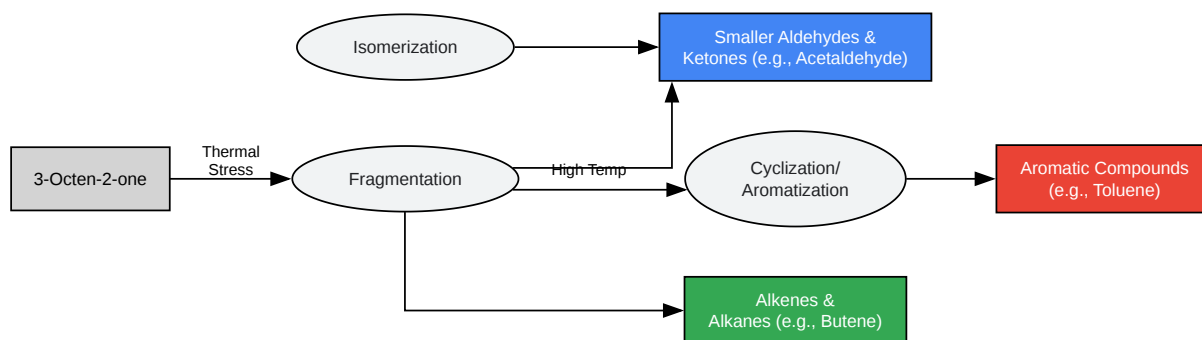 Isomerization
Smaller Aldehydes &
Ketones (e.g., Acetaldehyde)
3-Octen-2-one
Thermal
Stress
Fragmentation
High Temp
Cyclization/
Aromatization
Aromatic Compounds
(e.g., Toluene)
Alkenes &
Alkanes (e.g., Butene)